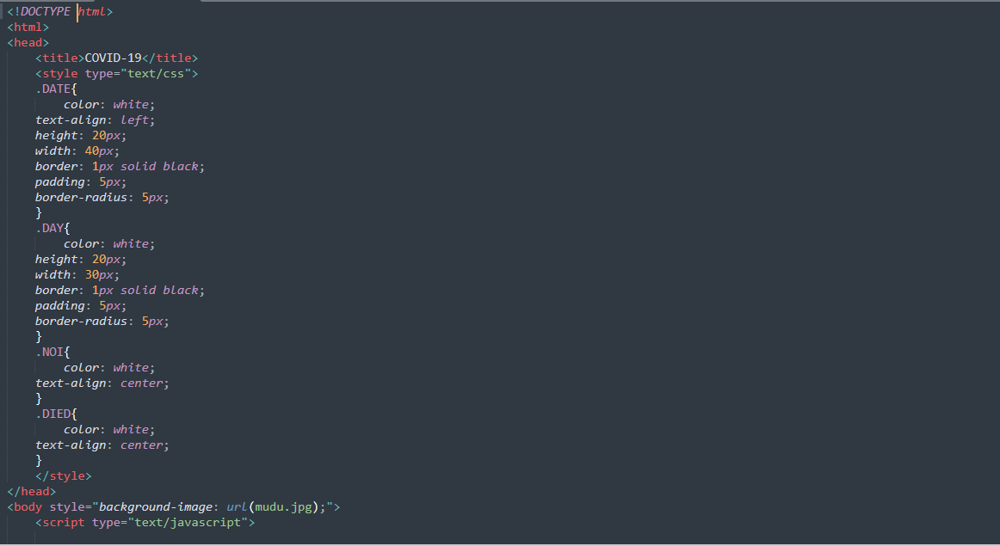 <!DOCTYPE html>
<html>
<head>
    <title>COVID-19</title>
    <style type="text/css">
    .DATE{
        color: white;
    text-align: left;
    height: 20px;
    width: 40px;
    border: 1px solid black;
    padding: 5px;
    border-radius: 5px;
    }
    .DAY{
        color: white;
    height: 20px;
    width: 30px;
    border: 1px solid black;
    padding: 5px;
    border-radius: 5px;
    }
    .NOI{
        color: white;
    text-align: center;
    }
    .DIED{
        color: white;
    text-align: center;
    }
    </style>
</head>
<body style="background-image: url(mudu.jpg);">
    <script type="text/javascript">